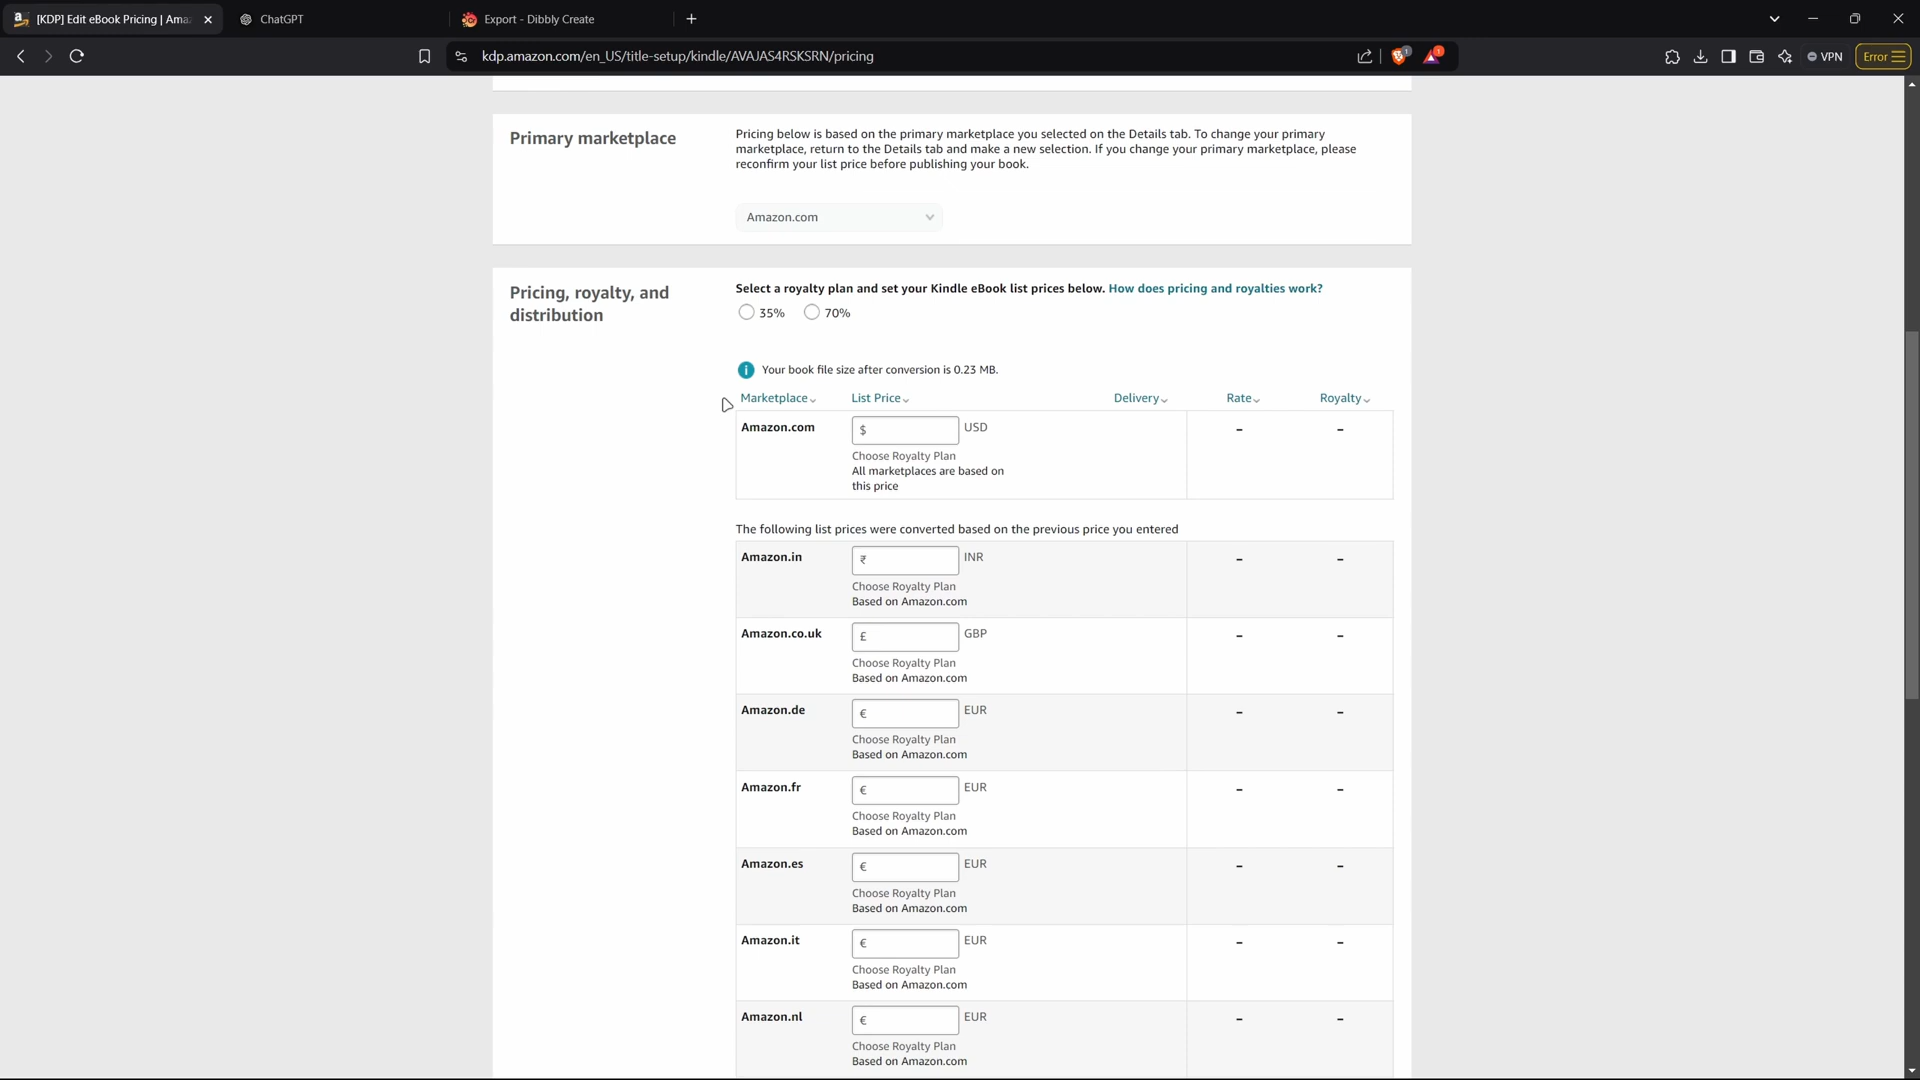 [KDP] Edit eBook Pricing | Ama
ChatGPT
Export - Dibbly Create
kdp.amazon.com/en_US/title-setup/kindle/AVAJAS4RSKSRN/pricing
1
1
VPN
Error
Primary marketplace
Pricing below is based on the primary marketplace you selected on the Details tab. To change your primary
marketplace, return to the Details tab and make a new selection. If you change your primary marketplace, please
reconfirm your list price before publishing your book.
Amazon.com
Pricing, royalty, and
distribution
Select a royalty plan and set your Kindle eBook list prices below. How does pricing and royalties work?
35% 70%
Your book file size after conversion is 0.23 MB.
Marketplace List Price Delivery Rate Royalty
Amazon.com $ USD – –
Choose Royalty Plan
All marketplaces are based on
this price
The following list prices were converted based on the previous price you entered
Amazon.in ₹ INR – –
Choose Royalty Plan
Based on Amazon.com
Amazon.co.uk £ GBP – –
Choose Royalty Plan
Based on Amazon.com
Amazon.de € EUR – –
Choose Royalty Plan
Based on Amazon.com
Amazon.fr € EUR – –
Choose Royalty Plan
Based on Amazon.com
Amazon.es € EUR – –
Choose Royalty Plan
Based on Amazon.com
Amazon.it € EUR – –
Choose Royalty Plan
Based on Amazon.com
Amazon.nl € EUR – –
Choose Royalty Plan
Based on Amazon.com